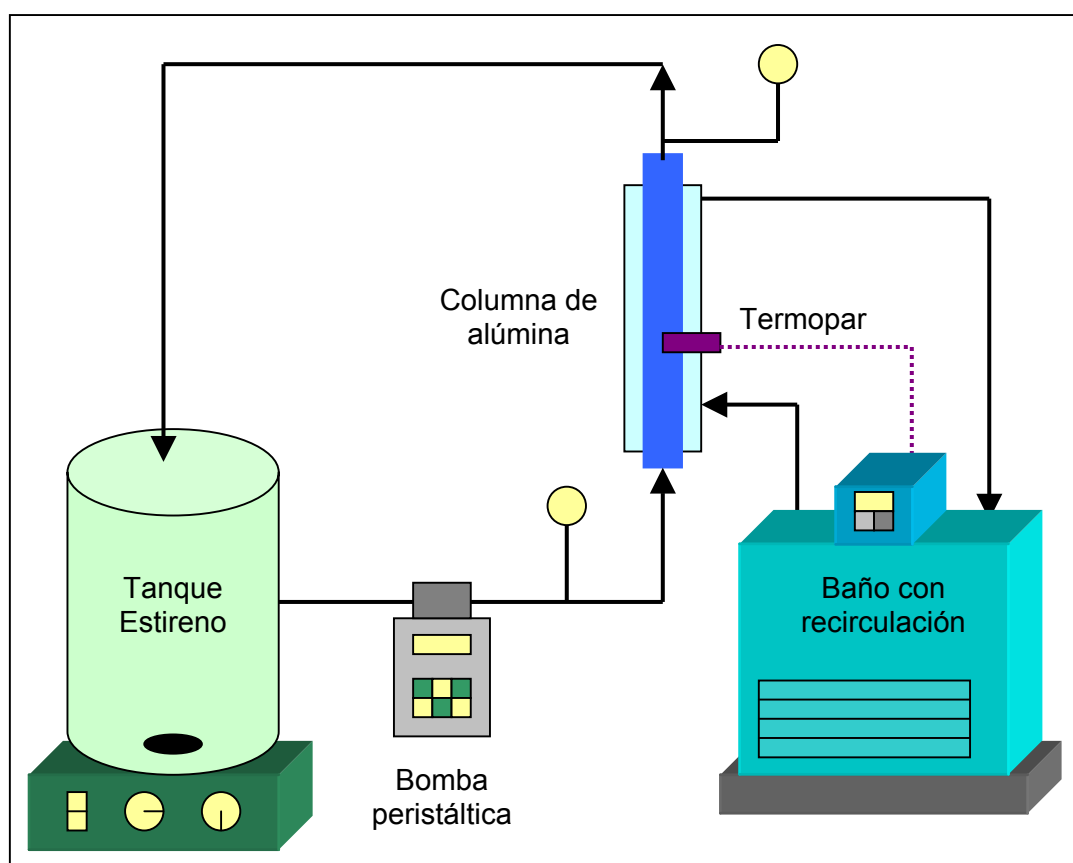 Columna de
alúmina
Termopar
Tanque
Estireno
Baño con
recirculación
Bomba
peristáltica